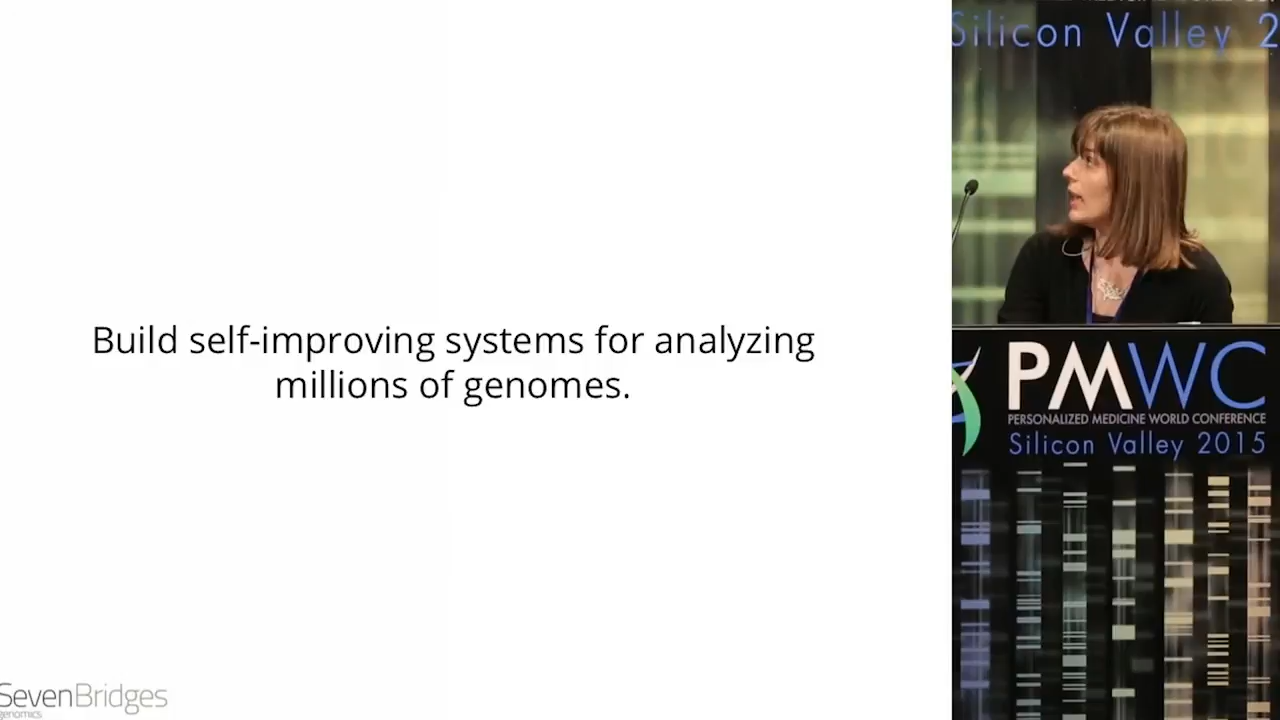 Build self-improving systems for analyzing
millions of genomes.
SevenBridges
genomics
Silicon Valley 2
PMWC
PERSONALIZED MEDICINE WORLD CONFERENCE
Silicon Valley 2015